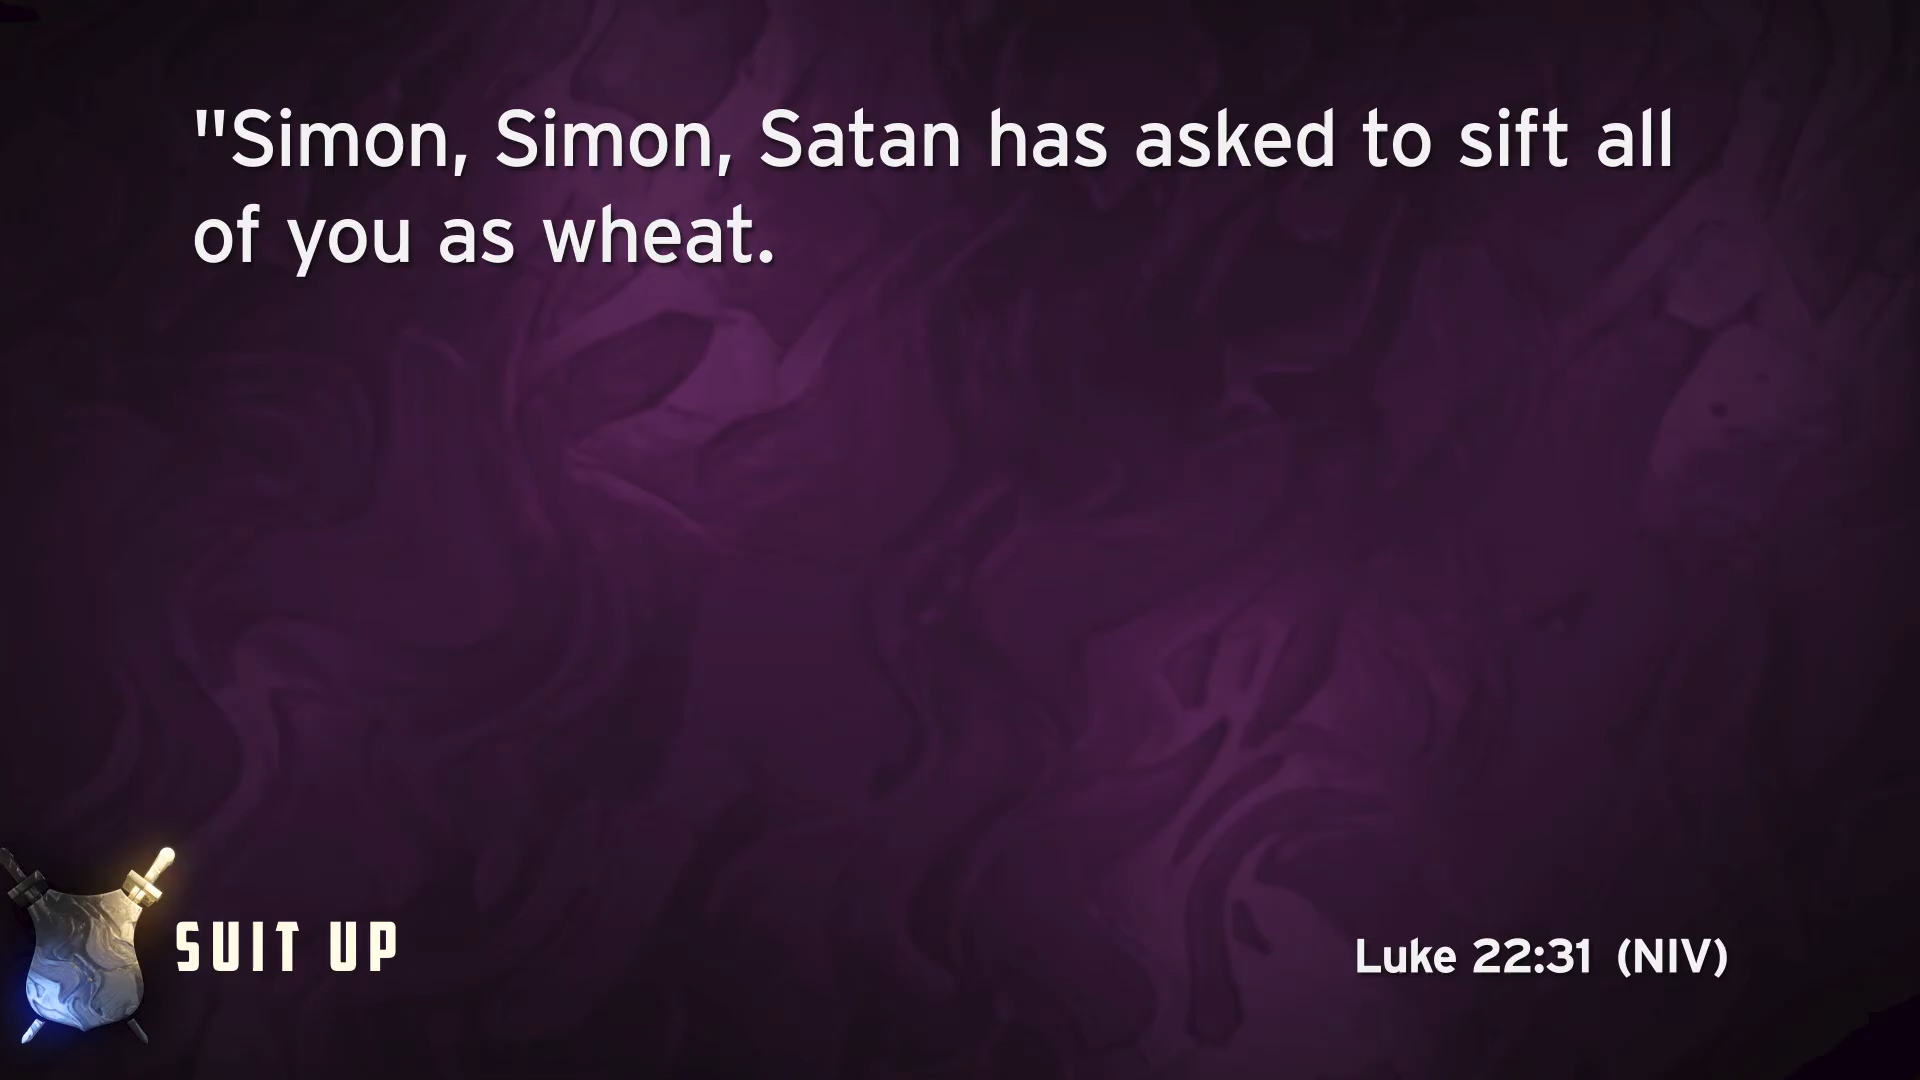 "Simon, Simon, Satan has asked to sift all
of you as wheat.
SUIT UP
Luke 22:31 (NIV)